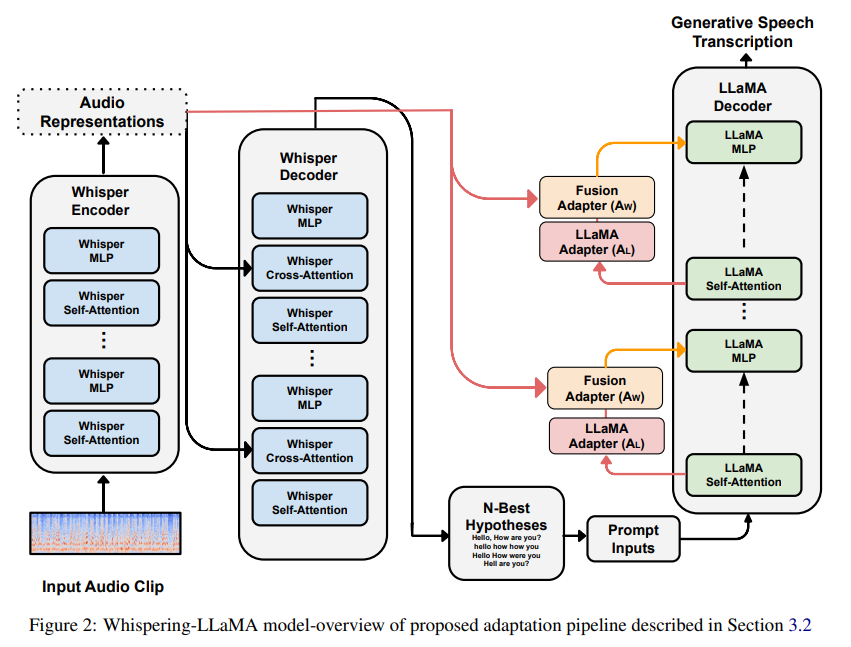 Generative Speech
Transcription
Audio
Representations
Whisper
Encoder
Whisper
MLP
Whisper
Self-Attention
Whisper
MLP
Whisper
Self-Attention
Input Audio Clip
Whisper
Decoder
Whisper
MLP
Whisper
Cross-Attention
Whisper
Self-Attention
Whisper
MLP
Whisper
Cross-Attention
Whisper
Self-Attention
N-Best
Hypotheses
Hello, How are you?
hello how how you
Hello How were you
Hell are you?
Prompt
Inputs
Fusion
Adapter (Aw)
LLaMA
Adapter (AL)
Fusion
Adapter (Aw)
LLaMA
Adapter (AL)
LLaMA
Decoder
LLaMA
MLP
LLaMA
Self-Attention
LLaMA
MLP
LLaMA
Self-Attention
Figure 2: Whispering-LLaMA model-overview of proposed adaptation pipeline described in Section 3.2